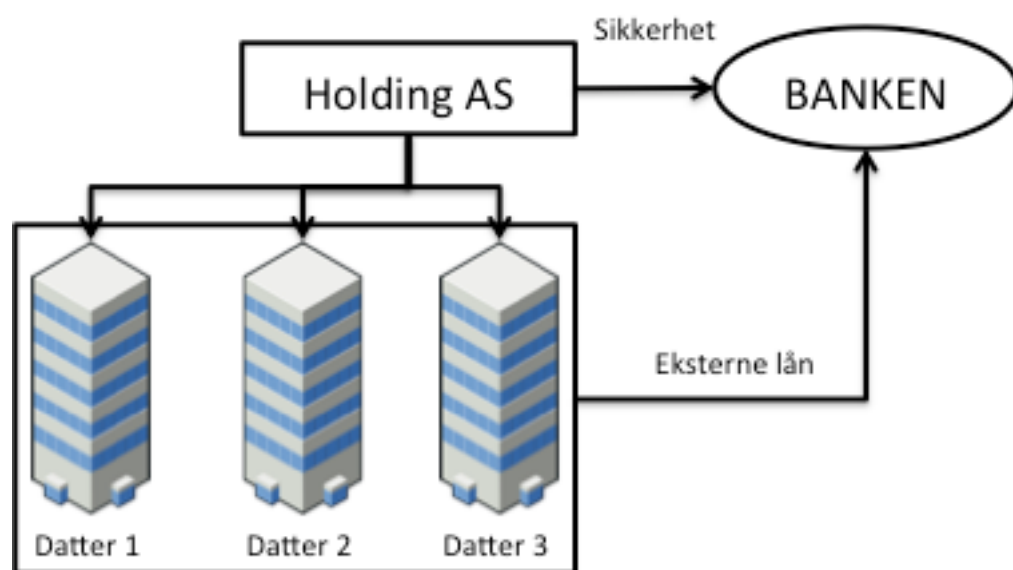 Sikkerhet
Holding AS
BANKEN
Eksterne lån
Datter 1
Datter 2
Datter 3